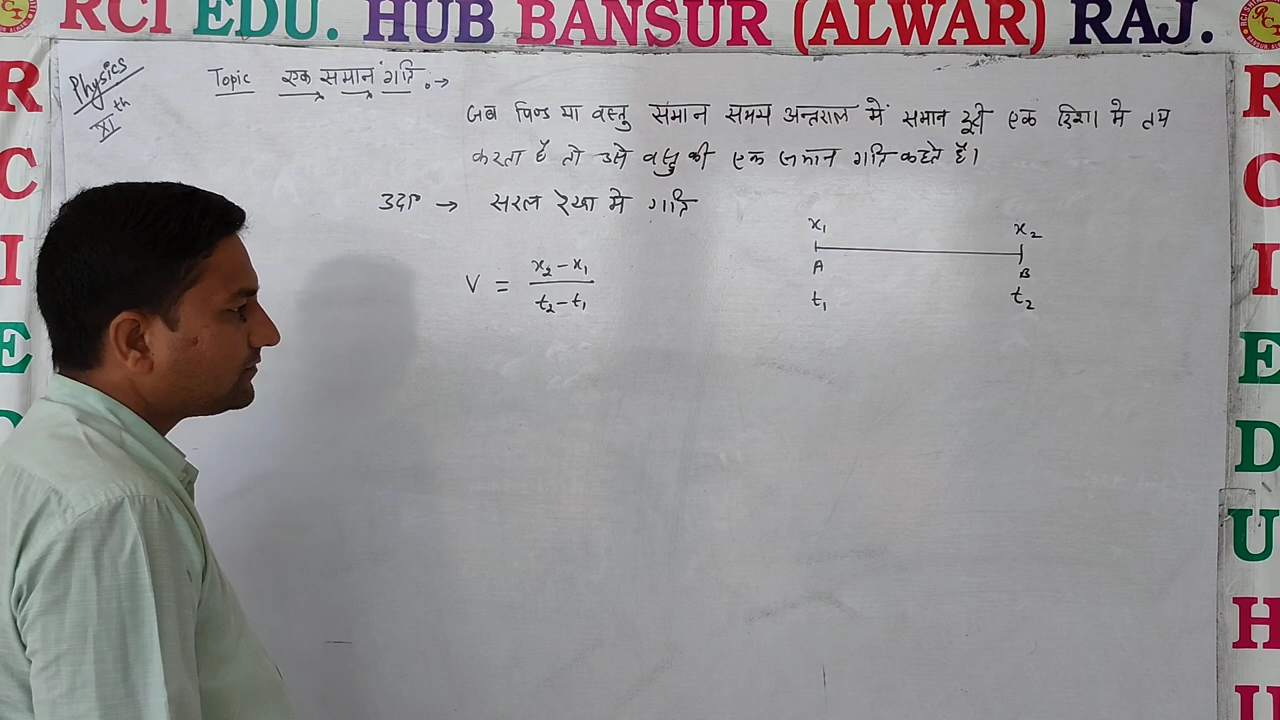 RCI EDU. HUB BANSUR (ALWAR) RAJ.
Physics
XIth
Topic एक समान गति :→
जब पिण्ड या वस्तु समान समय अन्तराल में समान दूरी एक दिशा मे तय
करता है तो उसे वस्तु की एक समान गति कहते है।
उदा० → सरल रेखा मे गति
V = x₂-x₁ / t₂-t₁
x₁ x₂
A B
t₁ t₂
R
C
I
E
R
C
I
E
D
U
H
U